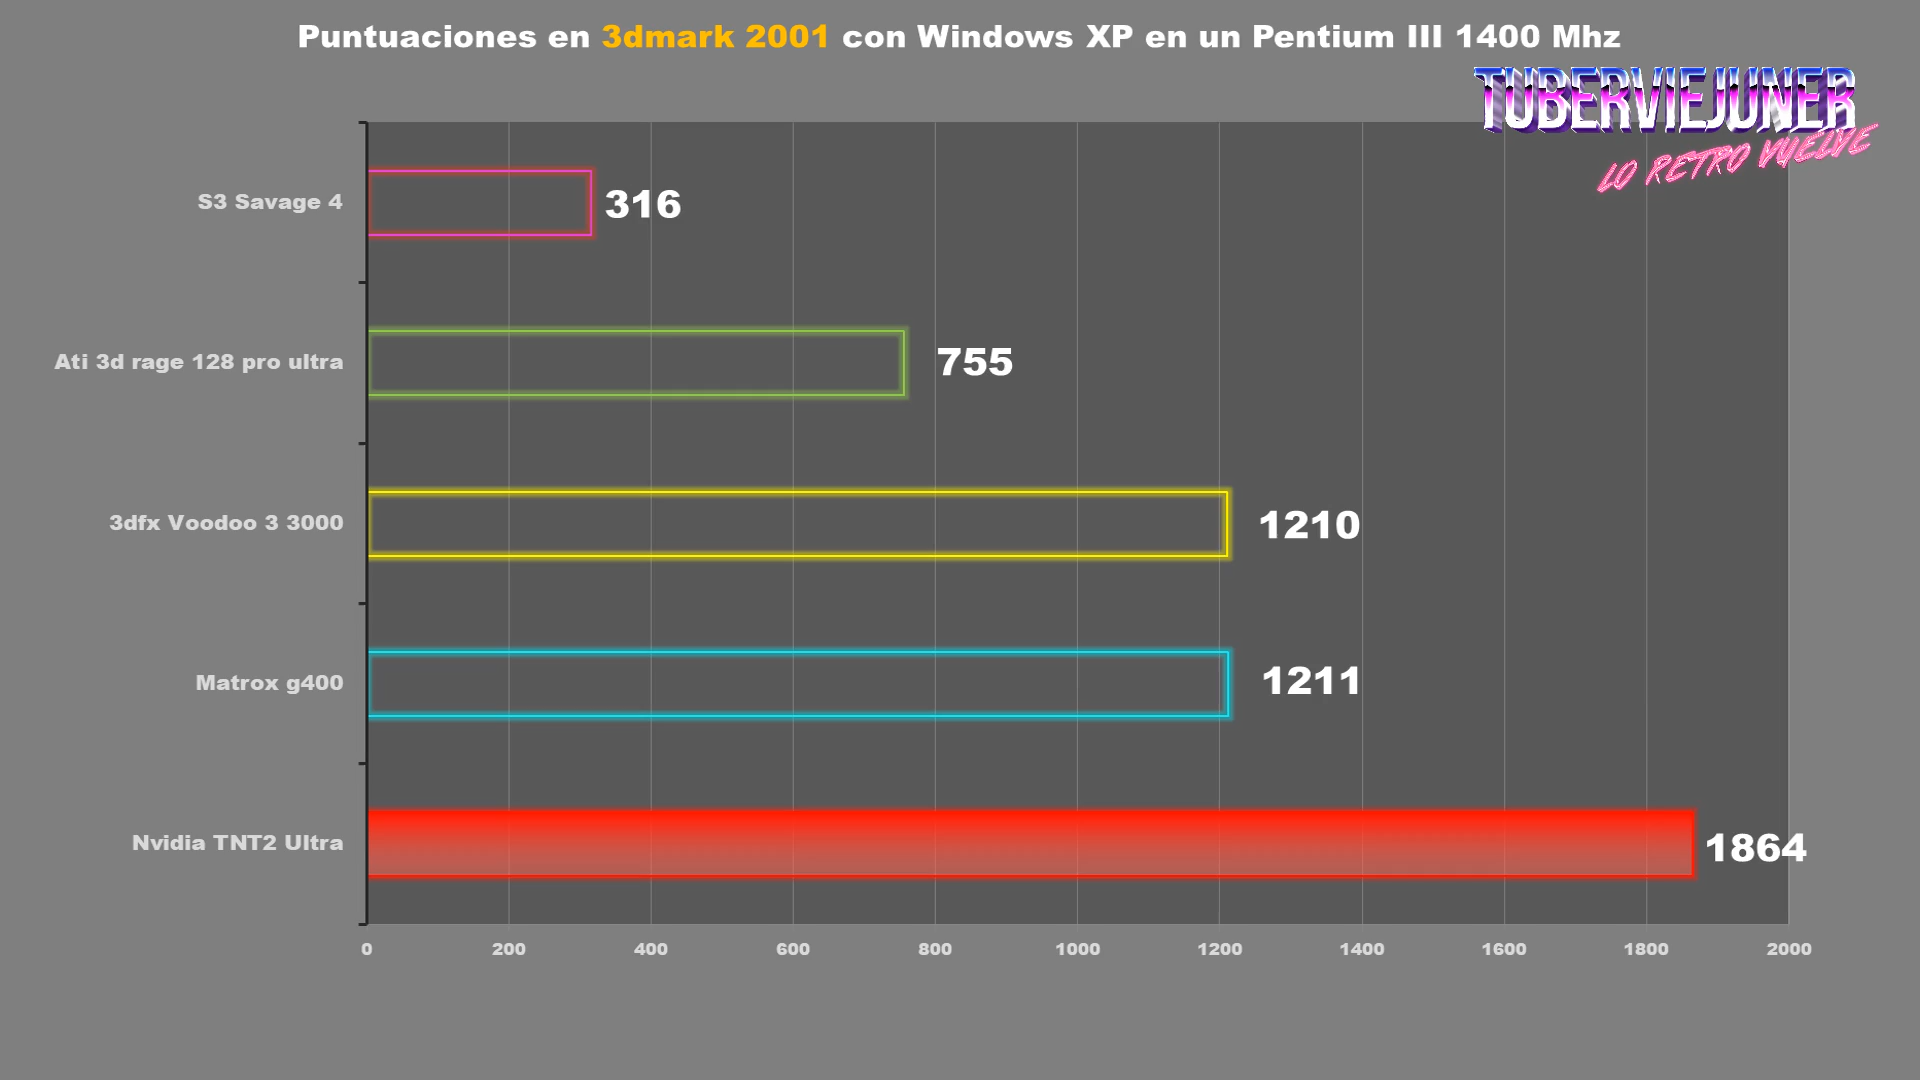 Puntuaciones en 3dmark 2001 con Windows XP en un Pentium III 1400 Mhz
TUBERVIEJUNER
LO RETRO VUELVE
S3 Savage 4
316
Ati 3d rage 128 pro ultra
755
3dfx Voodoo 3 3000
1210
Matrox g400
1211
Nvidia TNT2 Ultra
1864
0 200 400 600 800 1000 1200 1400 1600 1800 2000